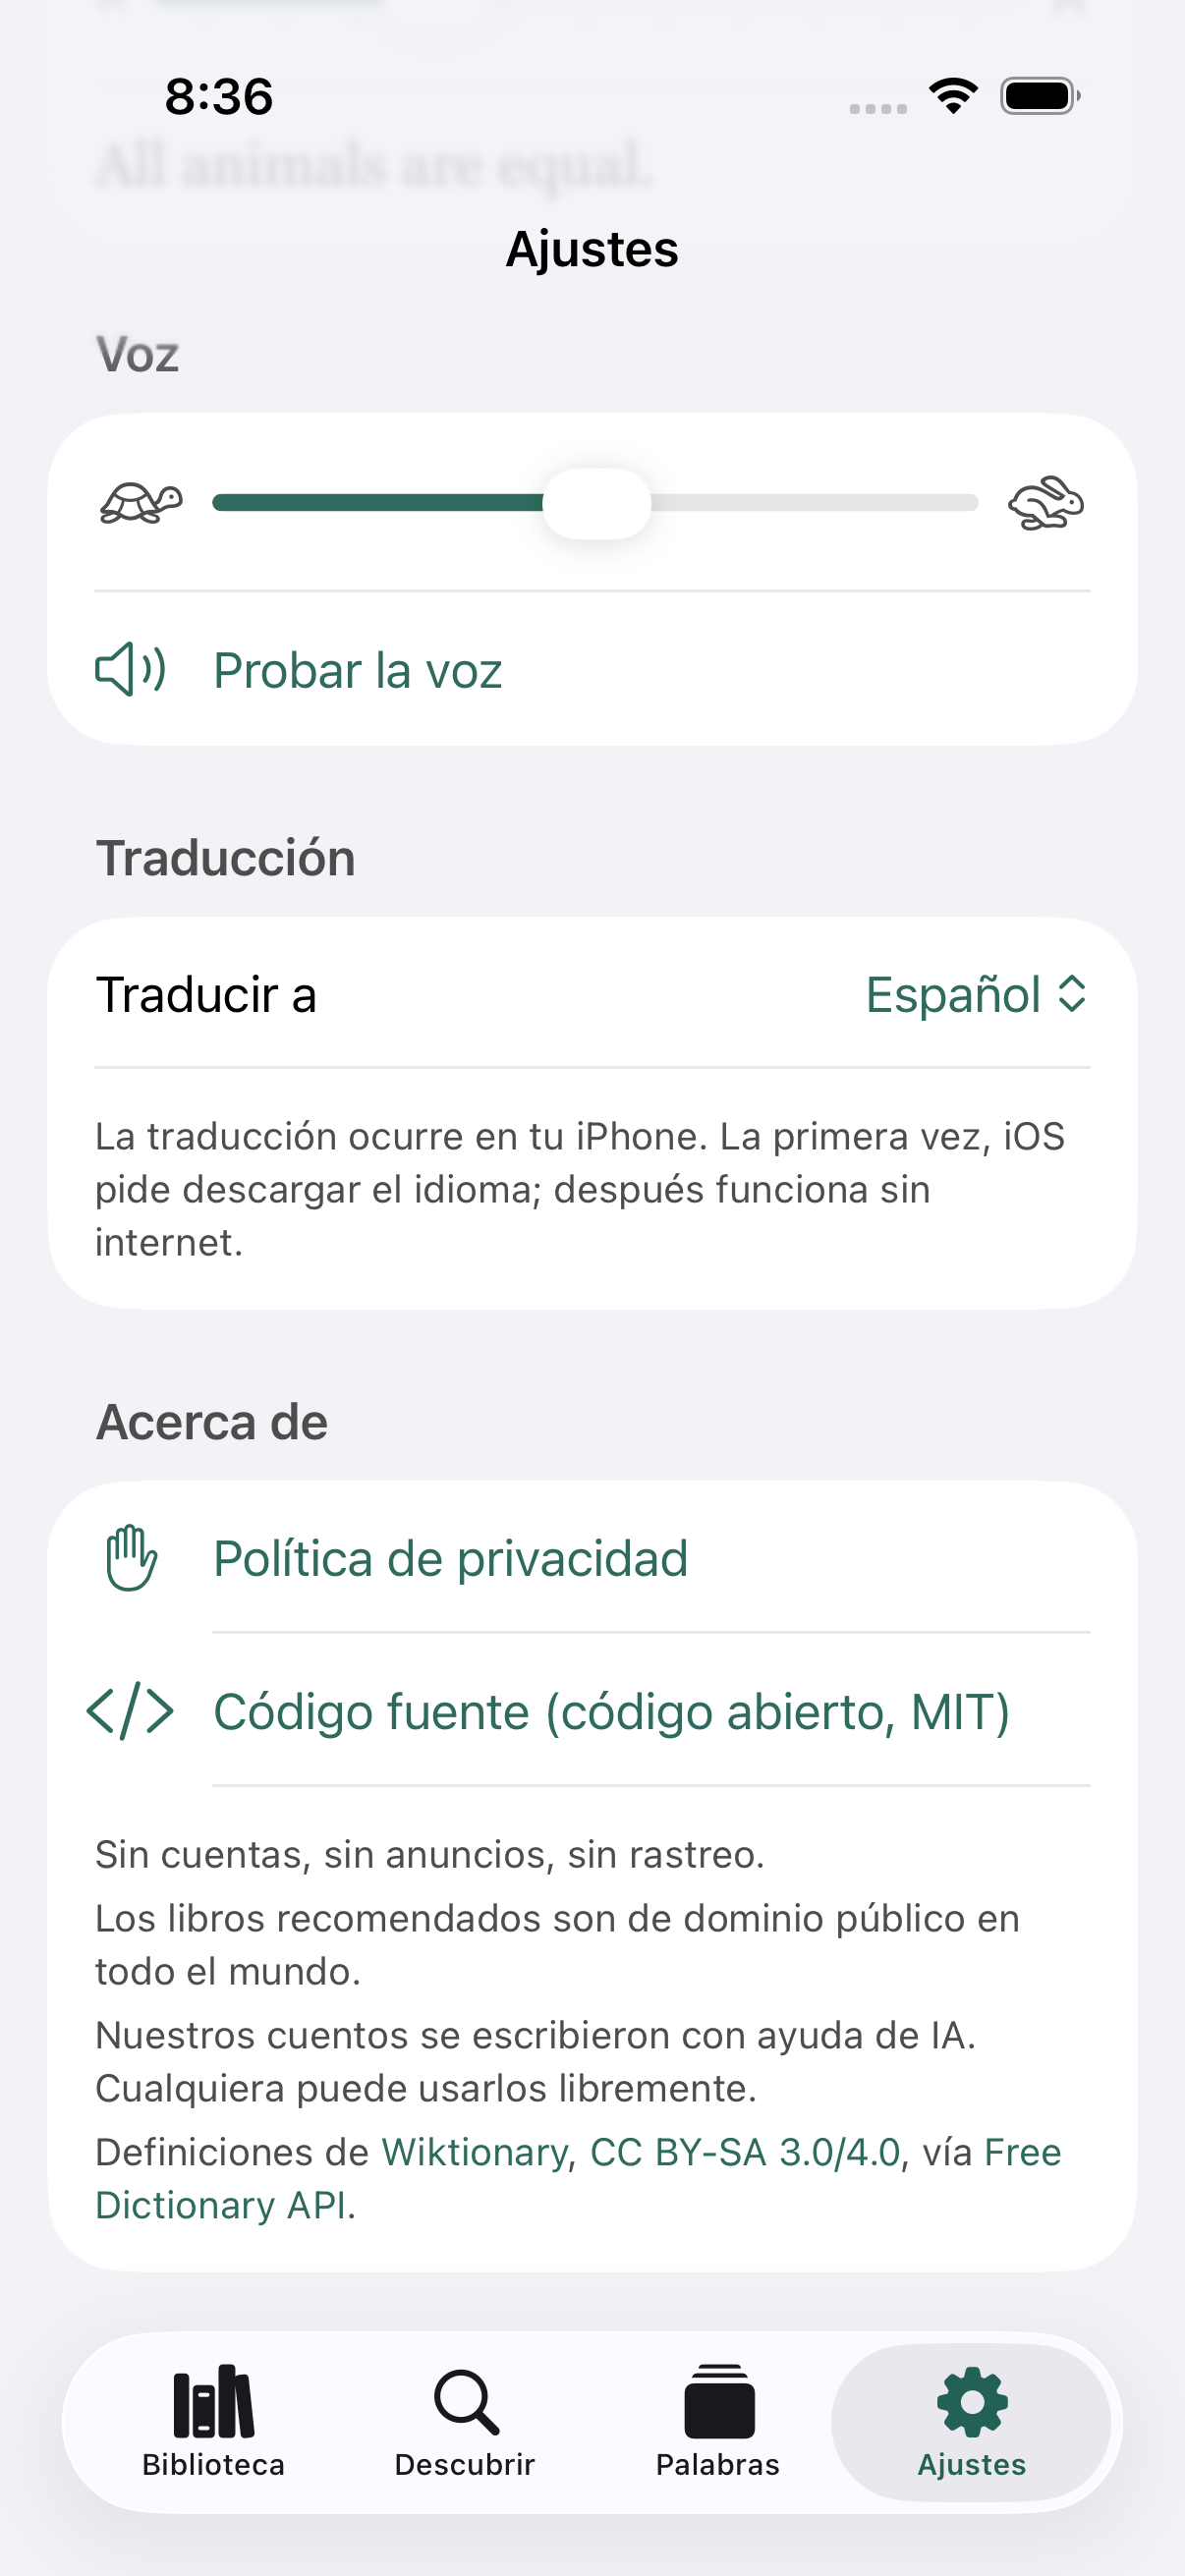 8:36
All animals are equal.
Ajustes
Voz
Probar la voz
Traducción
Traducir a Español
La traducción ocurre en tu iPhone. La primera vez, iOS
pide descargar el idioma; después funciona sin
internet.
Acerca de
Política de privacidad
</> Código fuente (código abierto, MIT)
Sin cuentas, sin anuncios, sin rastreo.
Los libros recomendados son de dominio público en
todo el mundo.
Nuestros cuentos se escribieron con ayuda de IA.
Cualquiera puede usarlos libremente.
Definiciones de Wiktionary, CC BY-SA 3.0/4.0, vía Free
Dictionary API.
Biblioteca Descubrir Palabras Ajustes